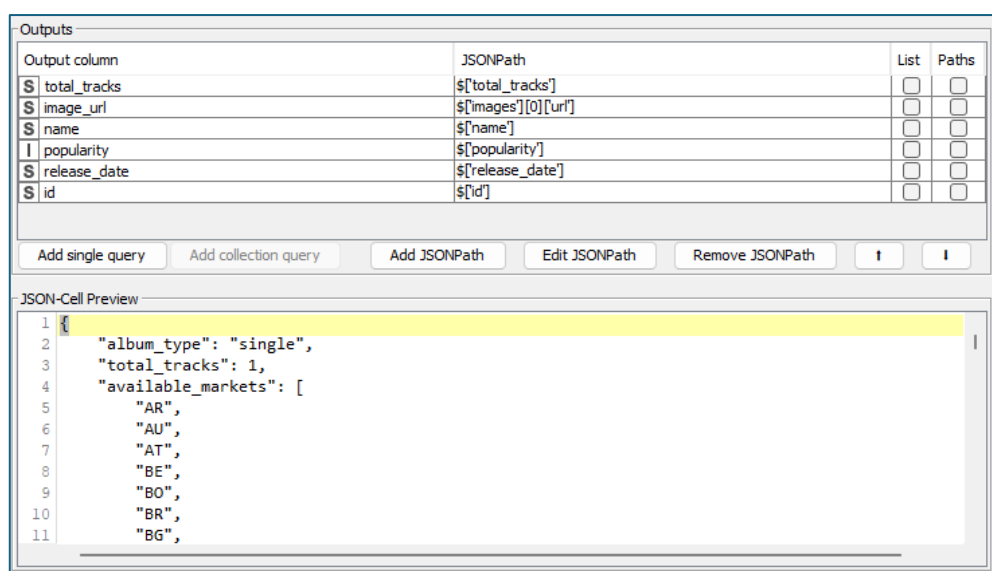 Outputs
Output column JSONPath List Paths
S total_tracks $['total_tracks']
S image_url $['images'][0]['url']
S name $['name']
I popularity $['popularity']
S release_date $['release_date']
S id $['id']
Add single query Add collection query Add JSONPath Edit JSONPath Remove JSONPath ↑ ↓
JSON-Cell Preview
1 {
2 "album_type": "single",
3 "total_tracks": 1,
4 "available_markets": [
5 "AR",
6 "AU",
7 "AT",
8 "BE",
9 "BO",
10 "BR",
11 "BG",